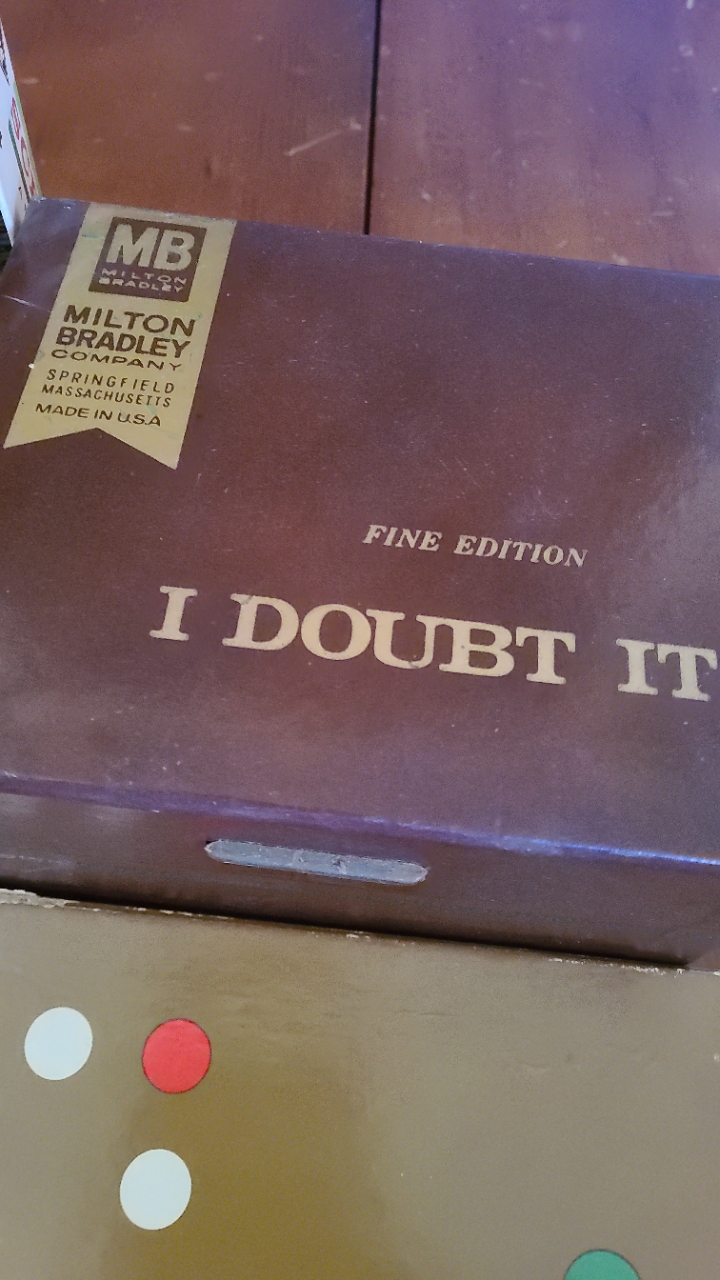 MB
MILTON
BRADLEY
MILTON
BRADLEY
COMPANY
SPRINGFIELD
MASSACHUSETTS
MADE IN U.S.A
FINE EDITION
I DOUBT IT